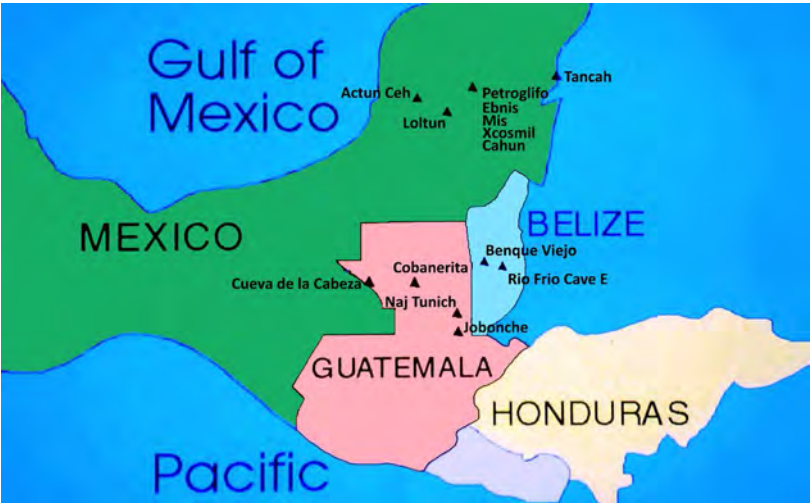 Gulf of
Mexico
Tancah
Actun Ceh
Petroglifo
Ebnis
Mis
Xcosmil
Cahun
Loltun
MEXICO
BELIZE
Benque Viejo
Cobanerita
Rio Frio Cave E
Cueva de la Cabeza
Naj Tunich
Jobonche
GUATEMALA
HONDURAS
Pacific